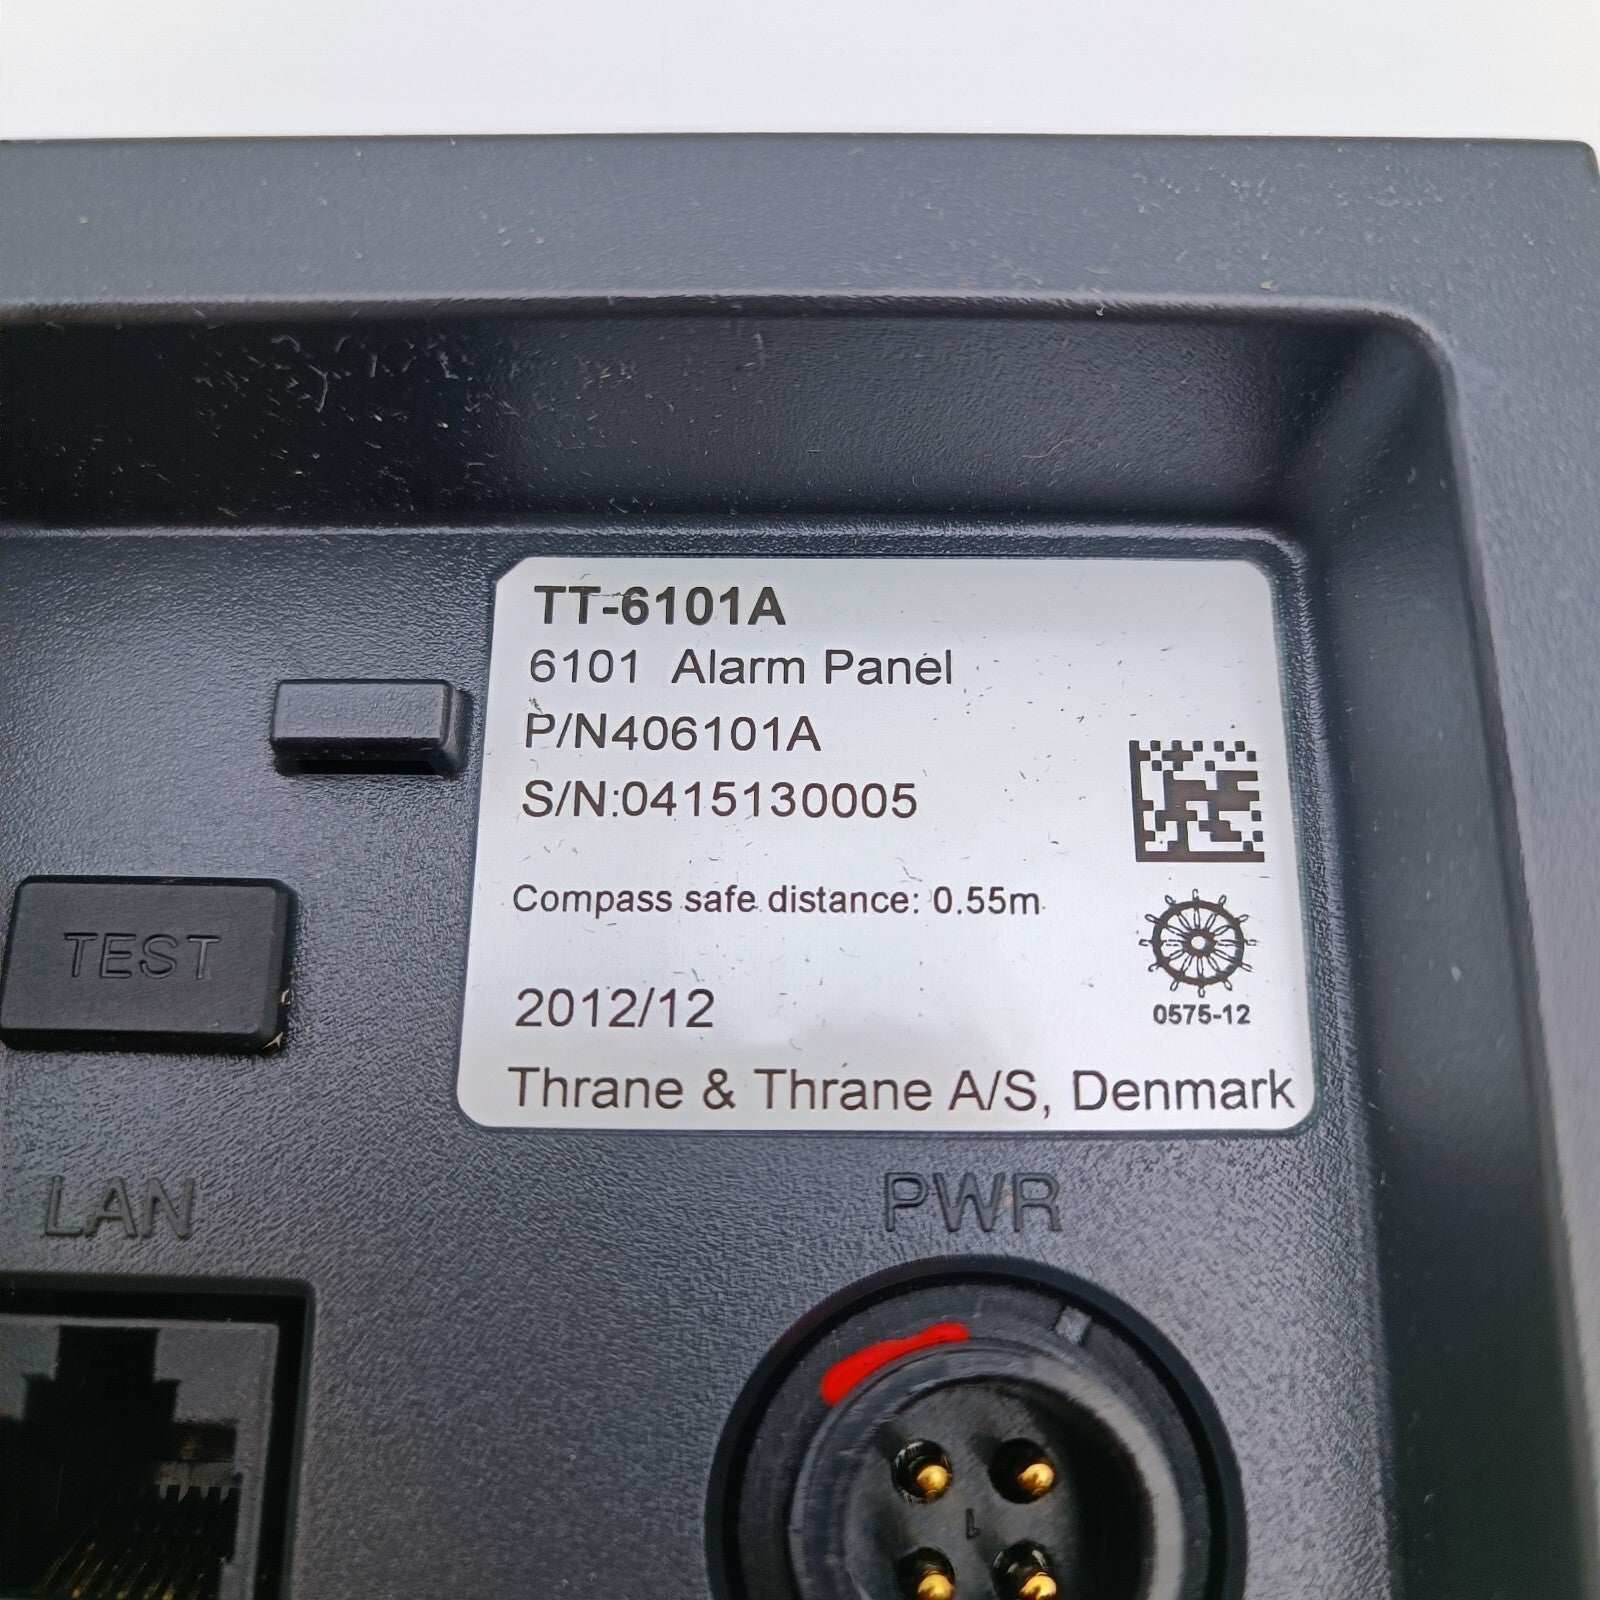 TT-6101A
6101 Alarm Panel
P/N406101A
S/N:0415130005
Compass safe distance: 0.55m
0575-12
2012/12
Thrane & Thrane A/S, Denmark
TEST
LAN
PWR
1